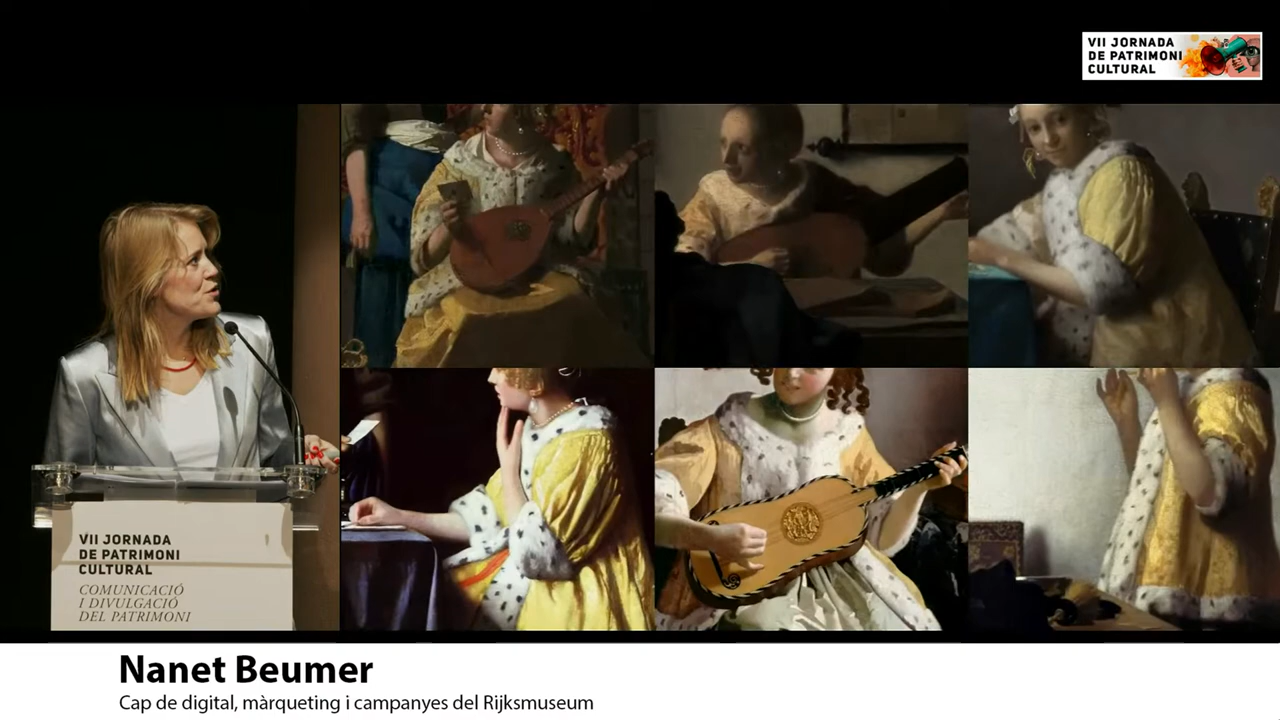 VII JORNADA
DE PATRIMONI
CULTURAL
VII JORNADA
DE PATRIMONI
CULTURAL
COMUNICACIÓ
I DIVULGACIÓ
DEL PATRIMONI
Nanet Beumer
Cap de digital, màrqueting i campanyes del Rijksmuseum